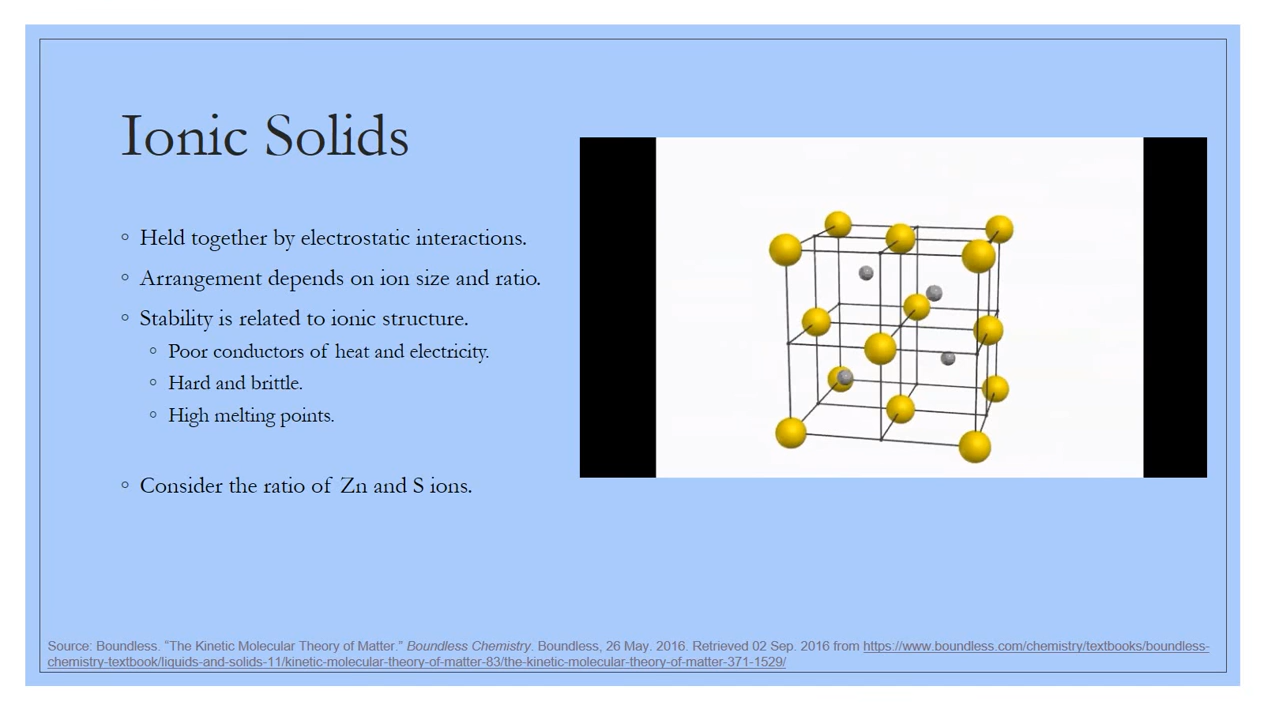 Ionic Solids
◦ Held together by electrostatic interactions.
◦ Arrangement depends on ion size and ratio.
◦ Stability is related to ionic structure.
◦ Poor conductors of heat and electricity.
◦ Hard and brittle.
◦ High melting points.
◦ Consider the ratio of Zn and S ions.
Source: Boundless. “The Kinetic Molecular Theory of Matter.” Boundless Chemistry. Boundless, 26 May. 2016. Retrieved 02 Sep. 2016 from https://www.boundless.com/chemistry/textbooks/boundless-
chemistry-textbook/liquids-and-solids-11/kinetic-molecular-theory-of-matter-83/the-kinetic-molecular-theory-of-matter-371-1529/